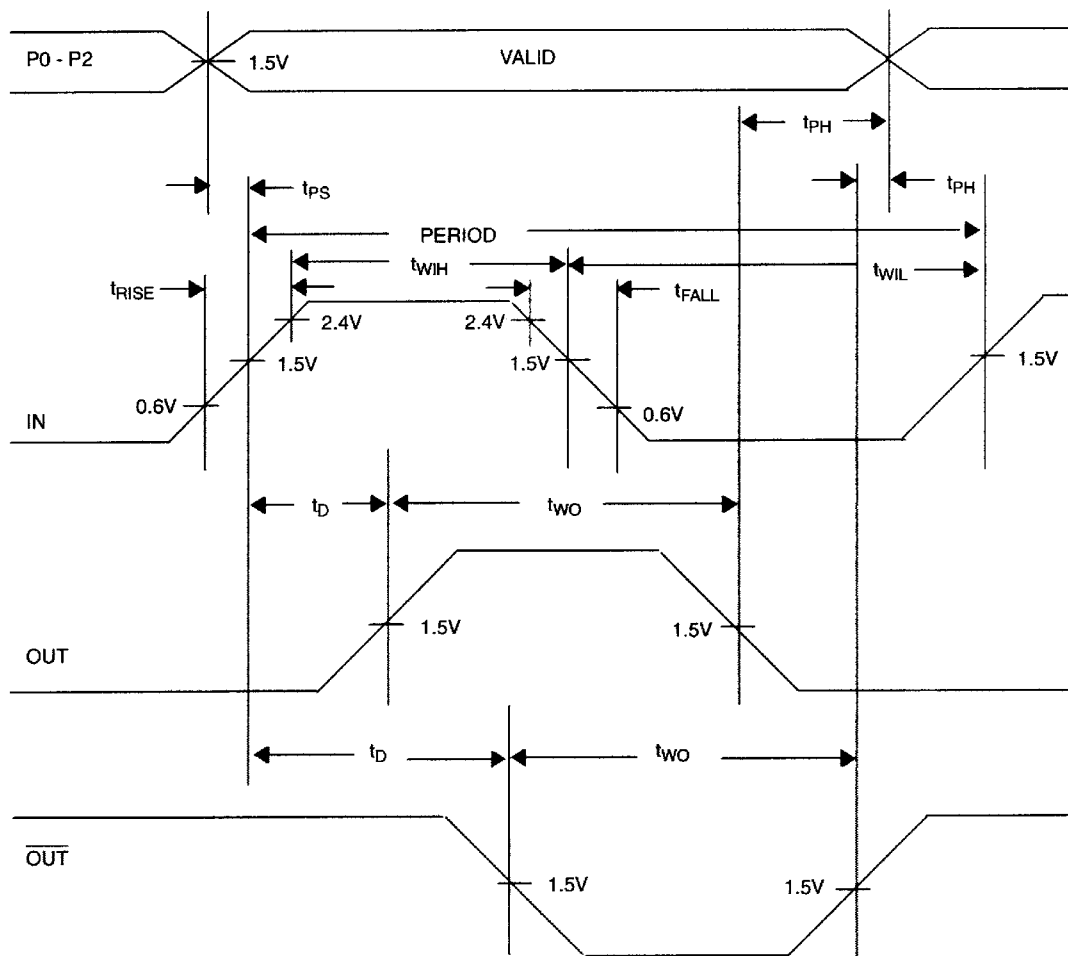 P0 - P2
1.5V
VALID
tPH
tPS
tPH
PERIOD
tWIH
tWIL
tRISE
tFALL
2.4V
2.4V
1.5V
1.5V
1.5V
0.6V
0.6V
IN
tD
tWO
1.5V
1.5V
OUT
tD
tWO
OUT
1.5V
1.5V